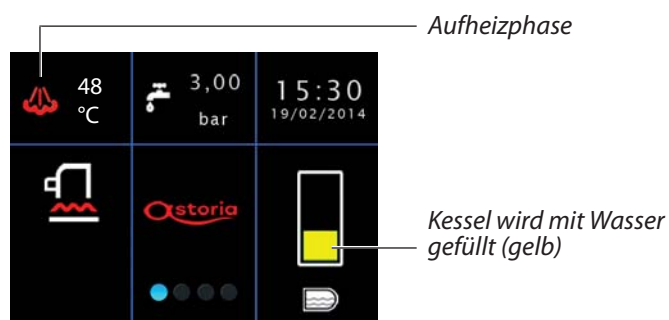 Aufheizphase
48
°C
3,00
bar
15:30
19/02/2014
astoria
Kessel wird mit Wasser
gefüllt (gelb)